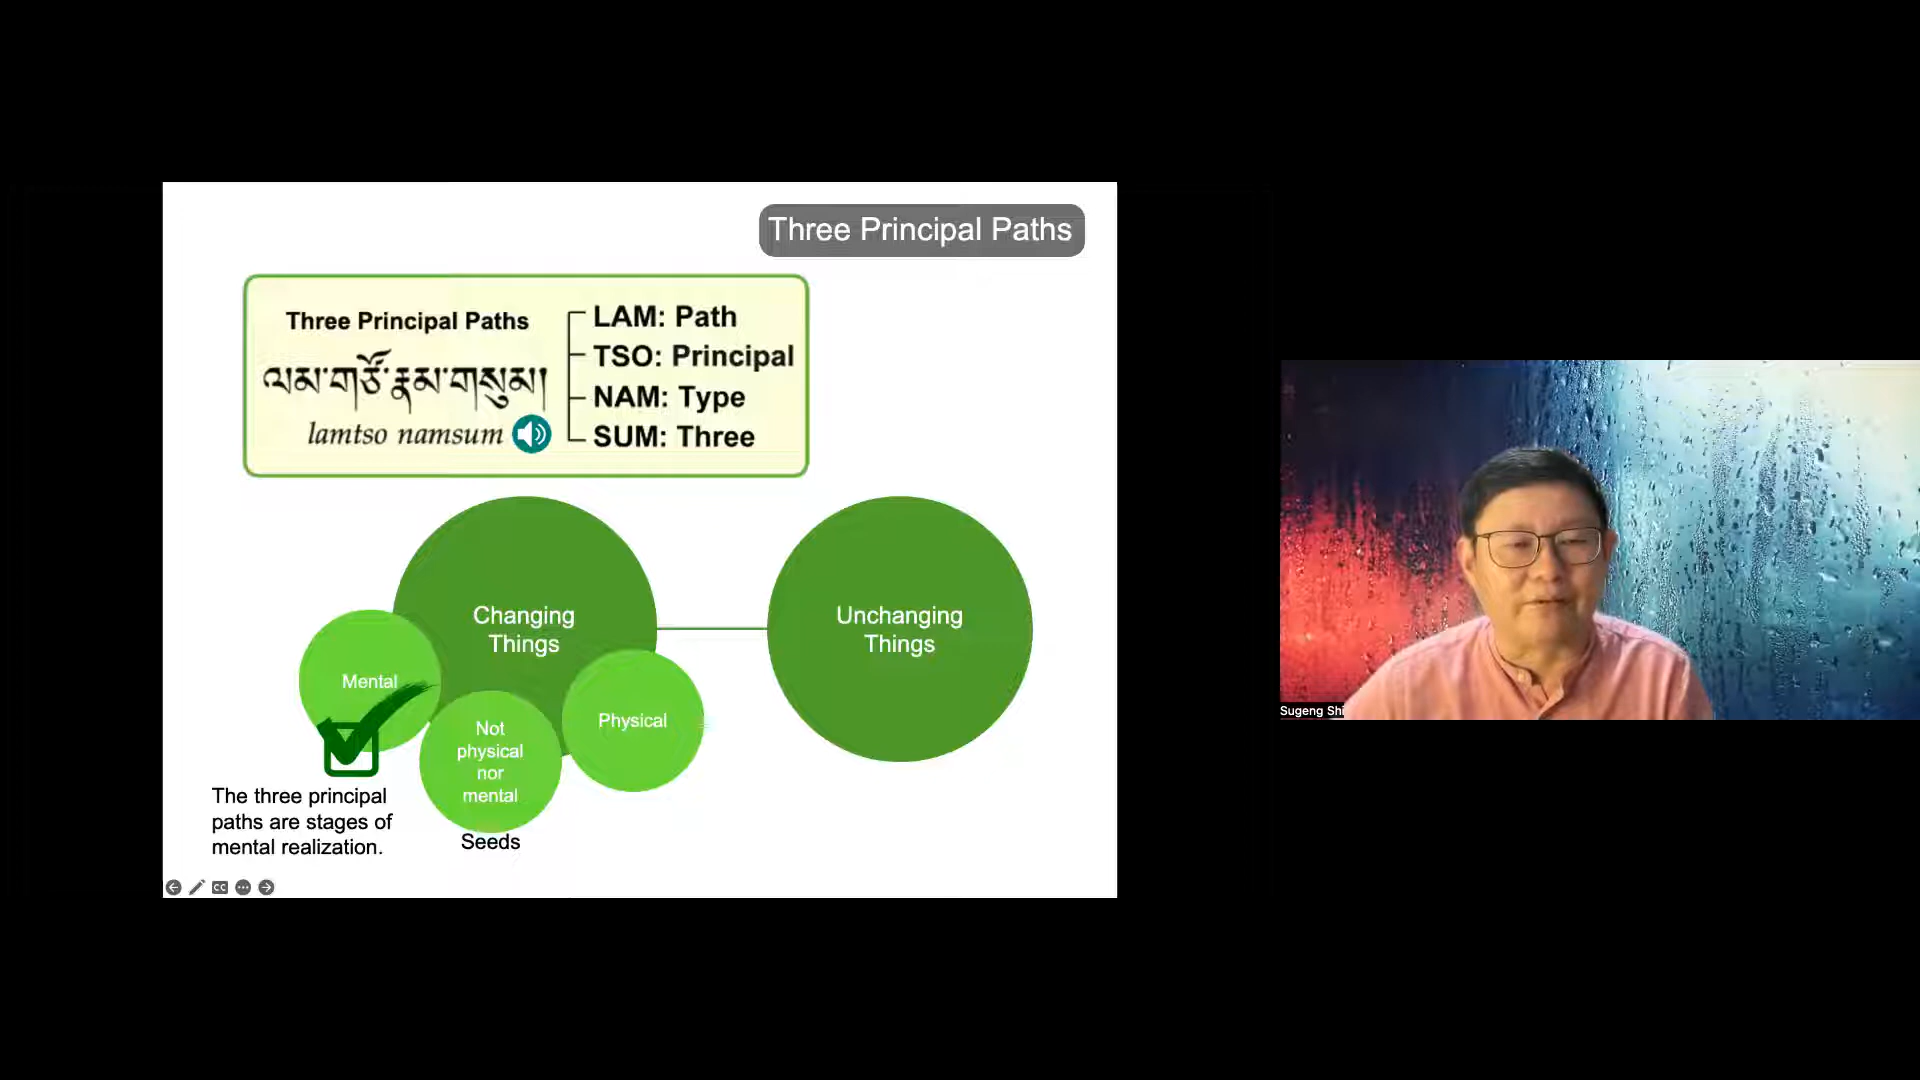 Three Principal Paths
Three Principal Paths
ལམ་གཙོ་རྣམ་གསུམ།
lamtso namsum
LAM: Path
TSO: Principal
NAM: Type
SUM: Three
Changing
Things
Unchanging
Things
Mental
Not
physical
nor
mental
Physical
Seeds
The three principal
paths are stages of
mental realization.
CC
Sugeng Shi